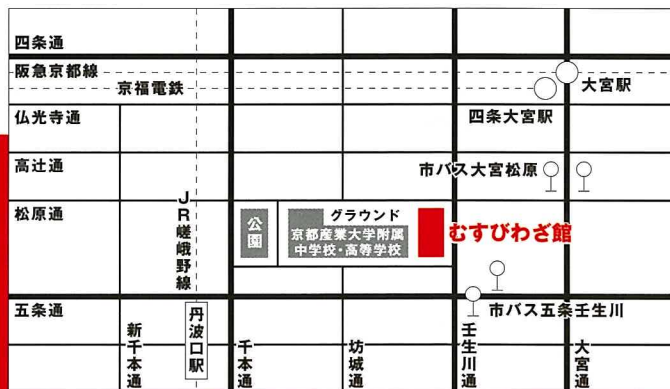 四条通
阪急京都線
大宮駅
京福電鉄
四条大宮駅
仏光寺通
高辻通
市バス大宮松原
松原通
JR嵯峨野線
公園
グラウンド
京都産業大学附属
中学校・高等学校
むすびわざ館
五条通
市バス五条壬生川
新千本通
丹波口駅
千本通
坊城通
壬生川通
大宮通